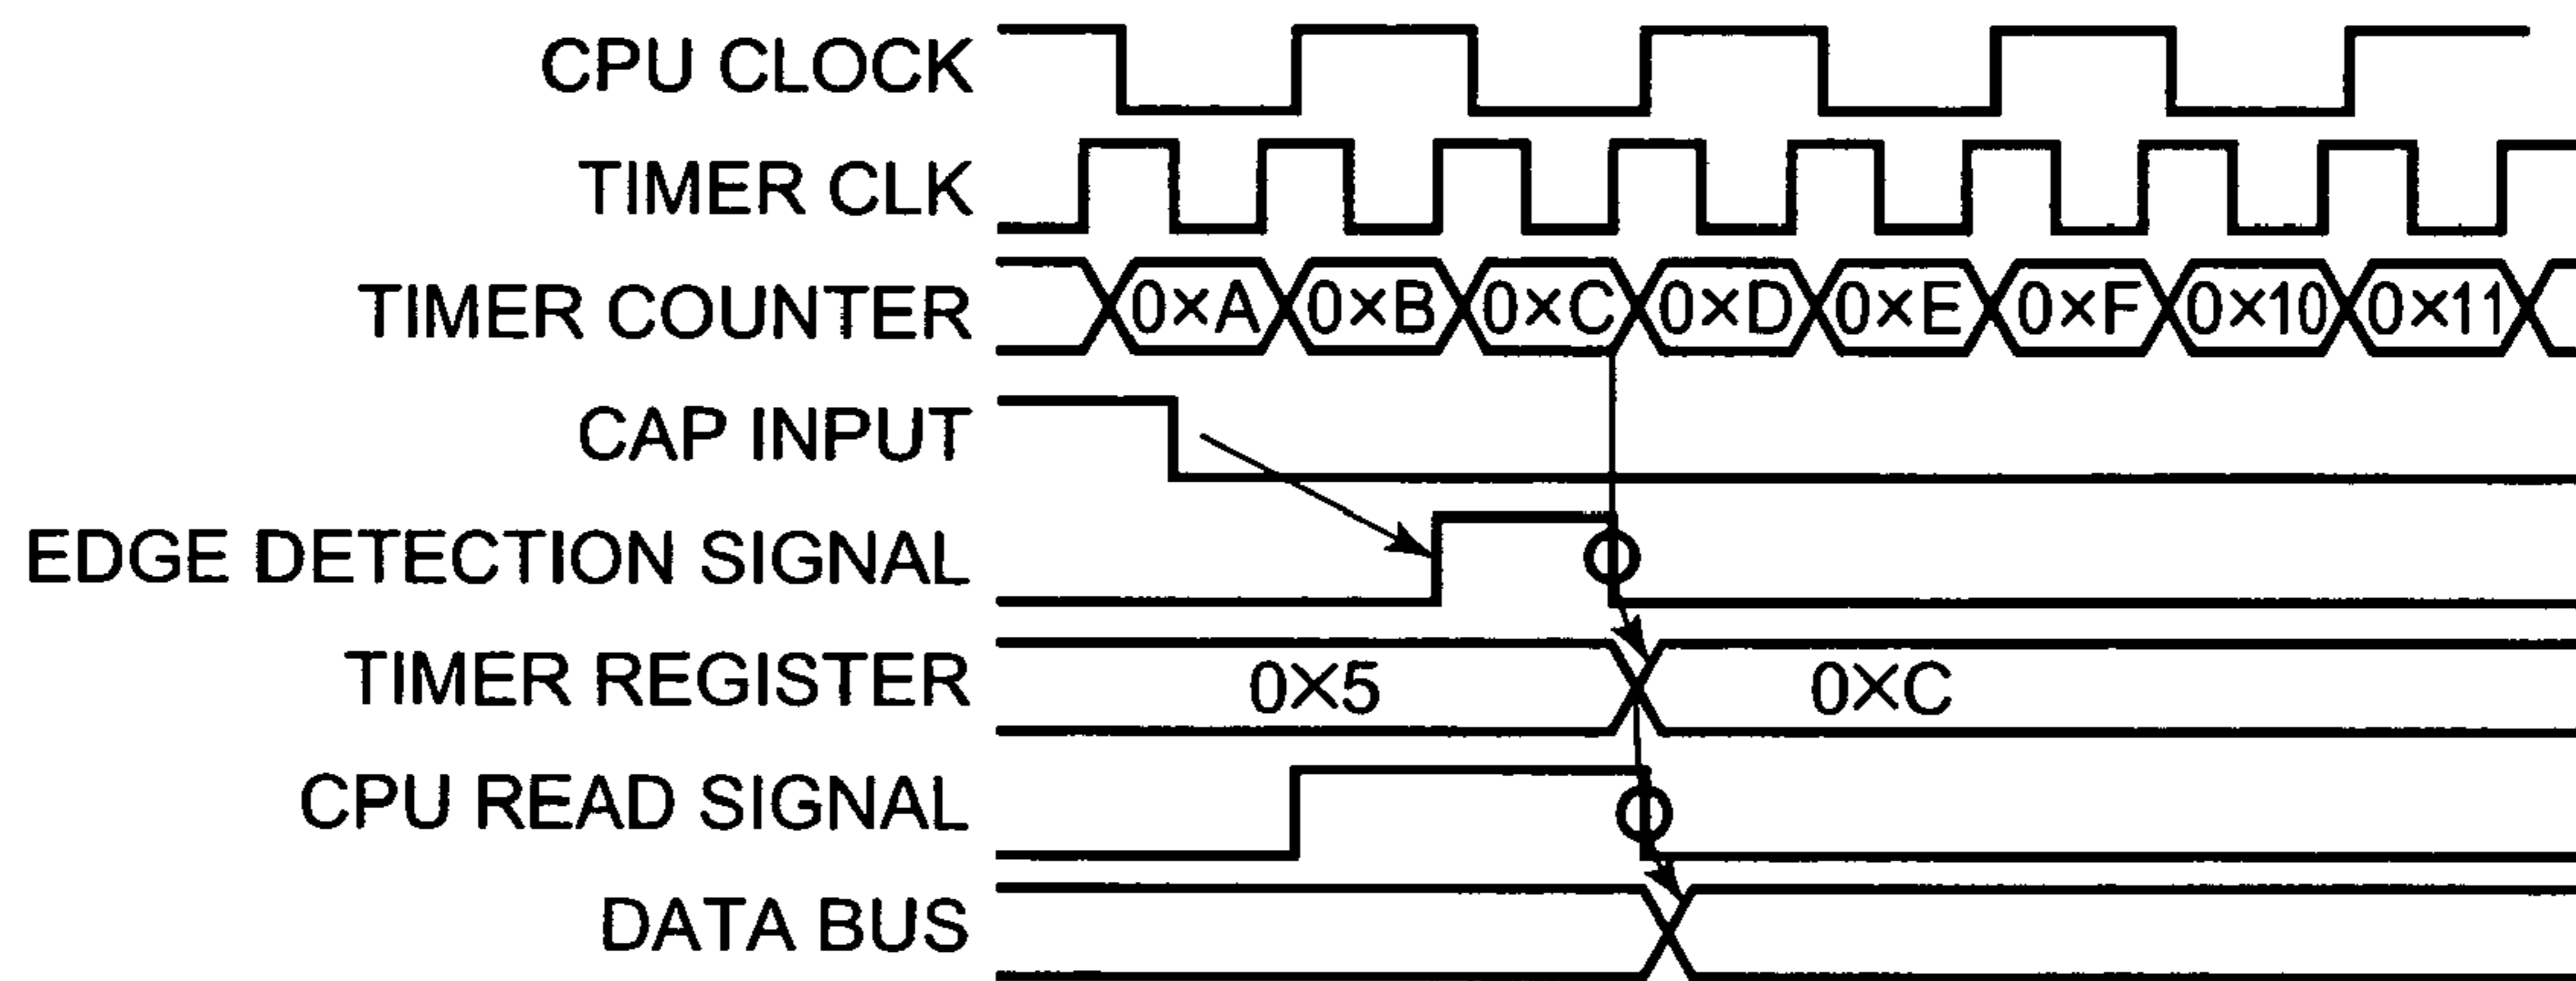 CPU CLOCK
TIMER CLK
TIMER COUNTER 0×A 0×B 0×C 0×D 0×E 0×F 0×10 0×11
CAP INPUT
EDGE DETECTION SIGNAL
TIMER REGISTER 0×5 0×C
CPU READ SIGNAL
DATA BUS